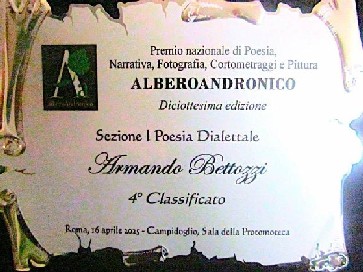 Premio nazionale di Poesia,
Narrativa, Fotografia, Cortometraggi e Pittura
ALBEROANDRONICO
Diciottesima edizione
Sezione I Poesia Dialettale
Armando Bettozzi
4° Classificato
Roma, 16 aprile 2025 - Campidoglio, Sala della Protomoteca